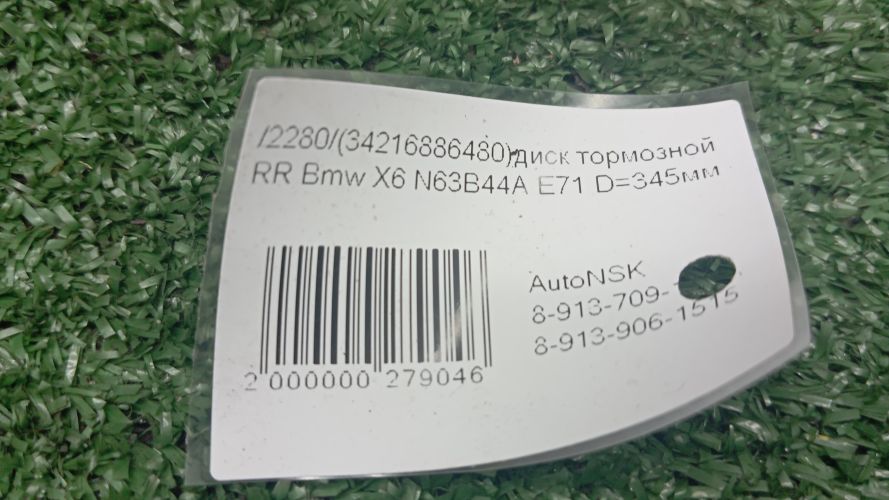 /2280/(34216886480)диск тормозной
RR Bmw X6 N63B44A E71 D=345мм
AutoNSK
8-913-709-
8-913-906-1515
2 000000 279046